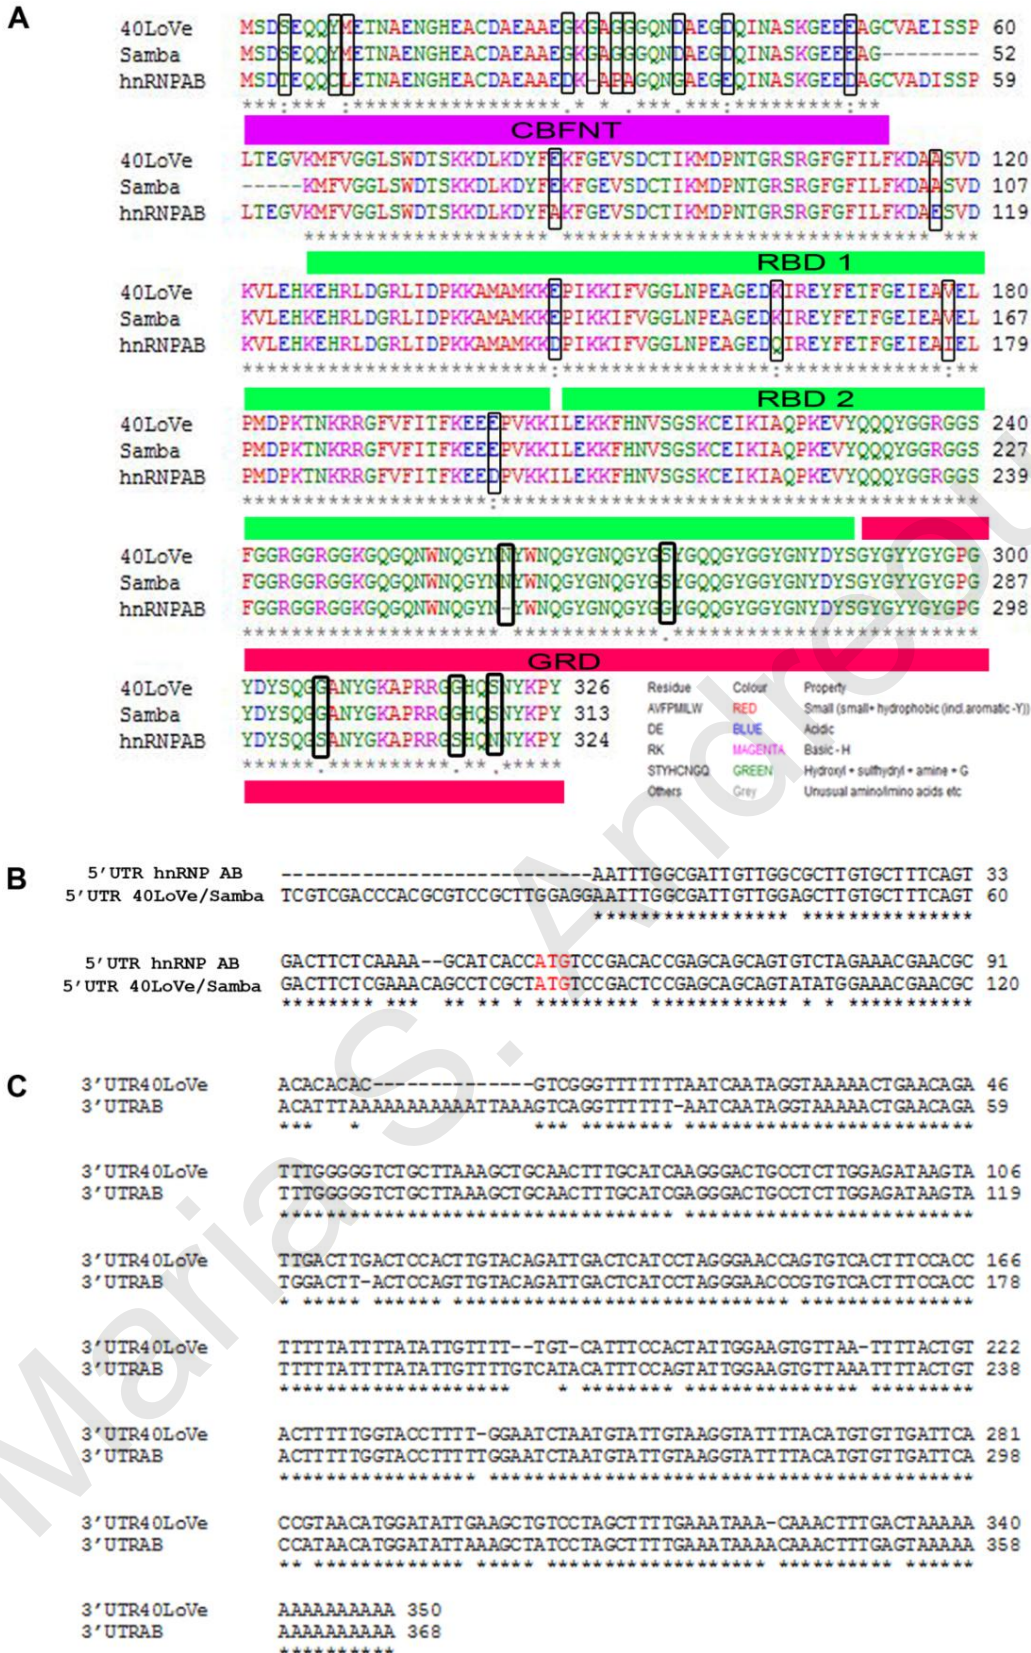 A
40LoVe MSDSEQQYMETNAENGHEACDAEAAEGKGAGGGQNDAEGDQINASKGEEEAGCVAEISSP 60
Samba MSDSEQQYMETNAENGHEACDAEAAEGKGAGGGQNDAEGDQINASKGEEEAG-------- 52
hnRNPAB MSDTEQQCLETNAENGHEACDAEAAEDK-APAGQNGAEGEQINASKGEEDAGCVADISSP 59
CBFNT
40LoVe LTEGVKMFVGGLSWDTSKKDLKDYFEKFGEVSDCTIKMDPNTGRSRGFGFILFKDAASVD 120
Samba -----KMFVGGLSWDTSKKDLKDYFEKFGEVSDCTIKMDPNTGRSRGFGFILFKDAASVD 107
hnRNPAB LTEGVKMFVGGLSWDTSKKDLKDYFAKFGEVSDCTIKMDPNTGRSRGFGFILFKDAESVD 119
RBD 1
40LoVe KVLEHKEHRLDGRLIDPKKAMAMKKEPIKKIFVGGLNPEAGEDKIREYFETFGEIEAVEL 180
Samba KVLEHKEHRLDGRLIDPKKAMAMKKEPIKKIFVGGLNPEAGEDKIREYFETFGEIEAVEL 167
hnRNPAB KVLEHKEHRLDGRLIDPKKAMAMKKDPIKKIFVGGLNPEAGEDQIREYFETFGEIEAIEL 179
RBD 2
40LoVe PMDPKTNKRRGFVFITFKEEEPVKKILEKKFHNVSGSKCEIKIAQPKEVYQQQYGGRGGS 240
Samba PMDPKTNKRRGFVFITFKEEEPVKKILEKKFHNVSGSKCEIKIAQPKEVYQQQYGGRGGS 227
hnRNPAB PMDPKTNKRRGFVFITFKEEDPVKKILEKKFHNVSGSKCEIKIAQPKEVYQQQYGGRGGS 239
40LoVe FGGRGGRGGKGQGQNWNQGYNNYWNQGYGNQGYGSYGQQGYGGYGNYDYSGYGYYGYGPG 300
Samba FGGRGGRGGKGQGQNWNQGYNNYWNQGYGNQGYGSYGQQGYGGYGNYDYSGYGYYGYGPG 287
hnRNPAB FGGRGGRGGKGQGQNWNQGYN-YWNQGYGNQGYGGYGQQGYGGYGNYDYSGYGYYGYGPG 298
GRD
40LoVe YDYSQGGANYGKAPRRGGHQSNYKPY 326
Samba YDYSQGGANYGKAPRRGGHQSNYKPY 313
hnRNPAB YDYSQGSANYGKAPRRGSHQNNYKPY 324
Residue Colour Property
AVFPMILW RED Small (small+ hydrophobic (incl.aromatic -Y))
DE BLUE Acidic
RK MAGENTA Basic - H
STYHCNGQ GREEN Hydroxyl + sulfhydryl + amine + G
Others Grey Unusual amino/imino acids etc
B
5'UTR hnRNP AB ---------------------------AATTTGGCGATTGTTGGCGCTTGTGCTTTCAGT 33
5'UTR 40LoVe/Samba TCGTCGACCCACGCGTCCGCTTGGAGGAATTTGGCGATTGTTGGAGCTTGTGCTTTCAGT 60
5'UTR hnRNP AB GACTTCTCAAAA--GCATCACCATGTCCGACACCGAGCAGCAGTGTCTAGAAACGAACGC 91
5'UTR 40LoVe/Samba GACTTCTCGAAACAGCCTCGCTATGTCCGACTCCGAGCAGCAGTATATGGAAACGAACGC 120
C
3'UTR40LoVe ACACACAC--------------GTCGGGTTTTTTTAATCAATAGGTAAAAACTGAACAGA 46
3'UTRAB ACATTTAAAAAAAAAAATTAAAGTCAGGTTTTTT-AATCAATAGGTAAAAACTGAACAGA 59
3'UTR40LoVe TTTGGGGGTCTGCTTAAAGCTGCAACTTTGCATCAAGGGACTGCCTCTTGGAGATAAGTA 106
3'UTRAB TTTGGGGGTCTGCTTAAAGCTGCAACTTTGCATCGAGGGACTGCCTCTTGGAGATAAGTA 119
3'UTR40LoVe TTGACTTGACTCCACTTGTACAGATTGACTCATCCTAGGGAACCAGTGTCACTTTCCACC 166
3'UTRAB TGGACTT-ACTCCAGTTGTACAGATTGACTCATCCTAGGGAACCCGTGTCACTTTCCACC 178
3'UTR40LoVe TTTTTATTTTATATTGTTTT--TGT-CATTTCCACTATTGGAAGTGTTAA-TTTTACTGT 222
3'UTRAB TTTTTATTTTATATTGTTTTGTCATACATTTCCAGTATTGGAAGTGTTAAATTTTACTGT 238
3'UTR40LoVe ACTTTTTGGTACCTTTT-GGAATCTAATGTATTGTAAGGTATTTTACATGTGTTGATTCA 281
3'UTRAB ACTTTTTGGTACCTTTTTGGAATCTAATGTATTGTAAGGTATTTTACATGTGTTGATTCA 298
3'UTR40LoVe CCGTAACATGGATATTGAAGCTGTCCTAGCTTTTGAAATAAA-CAAACTTTGACTAAAAA 340
3'UTRAB CCATAACATGGATATTAAAGCTATCCTAGCTTTTGAAATAAAACAAACTTTGAGTAAAAA 358
3'UTR40LoVe AAAAAAAAAA 350
3'UTRAB AAAAAAAAAA 368
Maria S. Andreou